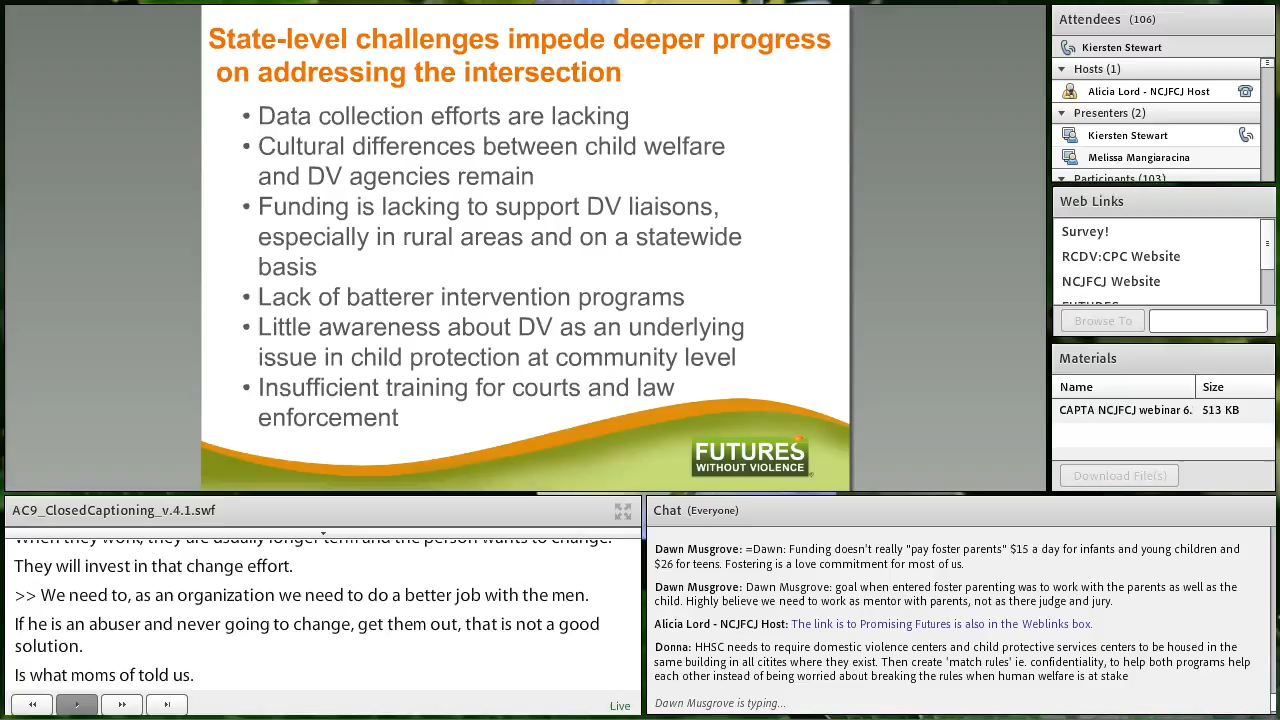 State-level challenges impede deeper progress
on addressing the intersection
• Data collection efforts are lacking
• Cultural differences between child welfare
and DV agencies remain
• Funding is lacking to support DV liaisons,
especially in rural areas and on a statewide
basis
• Lack of batterer intervention programs
• Little awareness about DV as an underlying
issue in child protection at community level
• Insufficient training for courts and law
enforcement
FUTURES
WITHOUT VIOLENCE
Attendees (106)
Kiersten Stewart
Hosts (1)
Alicia Lord - NCJFCJ Host
Presenters (2)
Kiersten Stewart
Melissa Mangiaracina
Participants (103)
Web Links
Survey!
RCDV:CPC Website
NCJFCJ Website
FUTURES
Browse To
Materials
Name Size
CAPTA NCJFCJ webinar 6. 513 KB
Download File(s)
AC9_ClosedCaptioning_v.4.1.swf
When they work, they are usually longer term and the person wants to change.
They will invest in that change effort.
>> We need to, as an organization we need to do a better job with the men.
If he is an abuser and never going to change, get them out, that is not a good
solution.
Is what moms of told us.
Live
Chat (Everyone)
Dawn Musgrove: =Dawn: Funding doesn't really "pay foster parents" $15 a day for infants and young children and
$26 for teens. Fostering is a love commitment for most of us.
Dawn Musgrove: Dawn Musgrove: goal when entered foster parenting was to work with the parents as well as the
child. Highly believe we need to work as mentor with parents, not as there judge and jury.
Alicia Lord - NCJFCJ Host: The link is to Promising Futures is also in the Weblinks box.
Donna: HHSC needs to require domestic violence centers and child protective services centers to be housed in the
same building in all citites where they exist. Then create 'match rules' ie. confidentiality, to help both programs help
each other instead of being worried about breaking the rules when human welfare is at stake
Dawn Musgrove is typing...